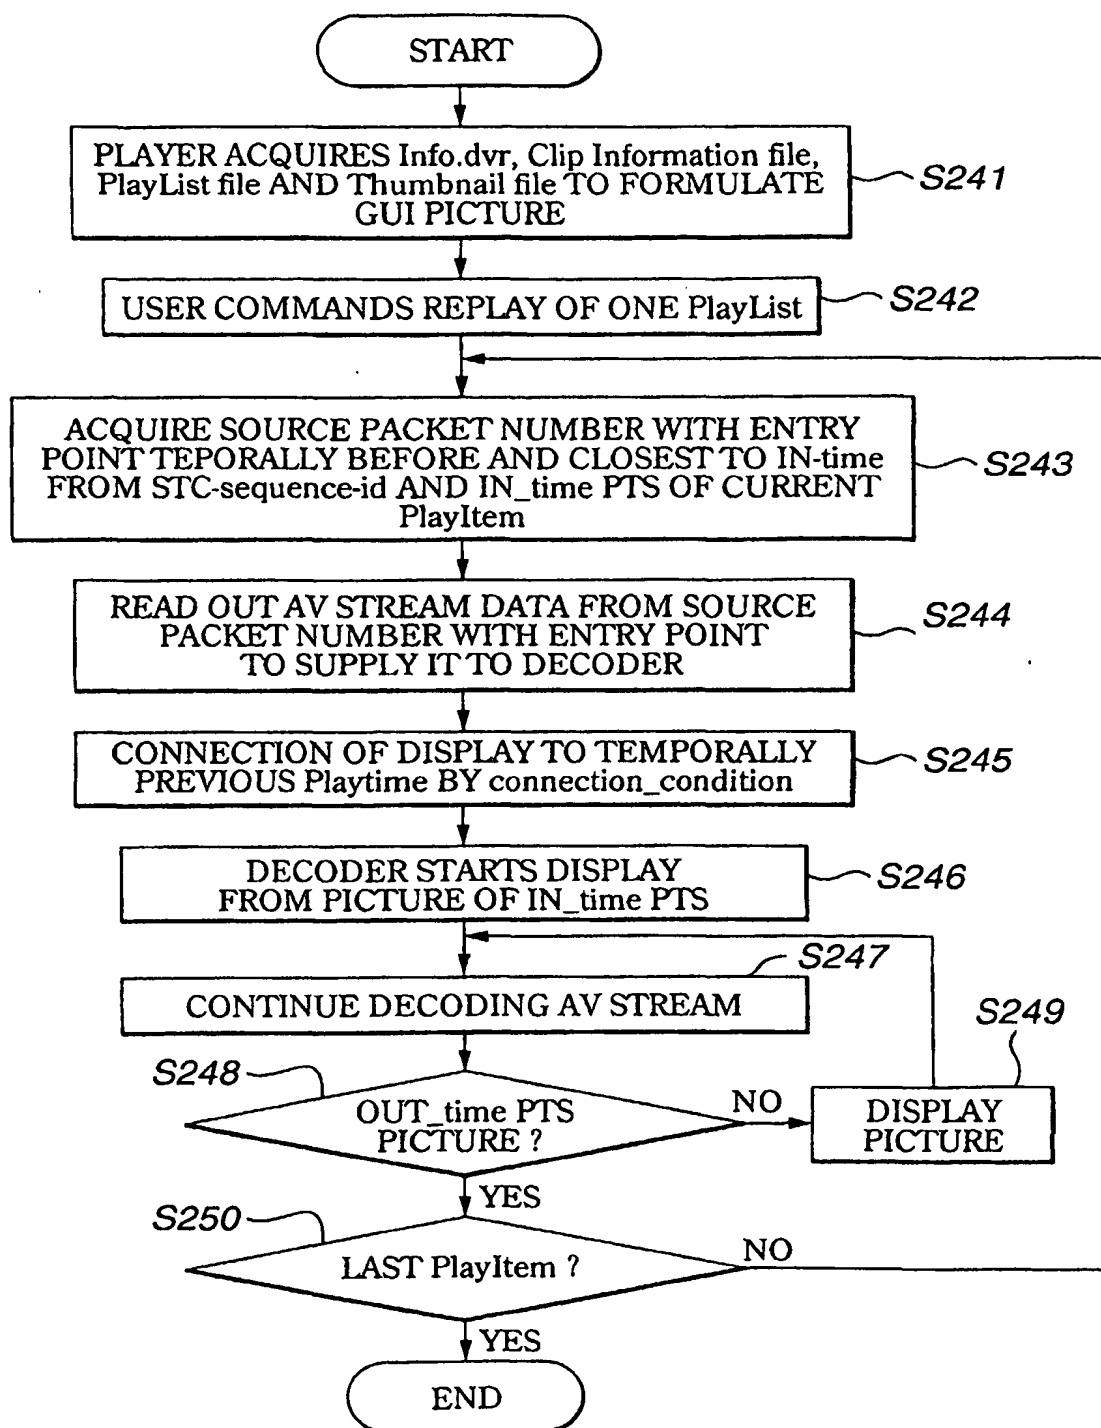 START
PLAYER ACQUIRES Info.dvr, Clip Information file,
PlayList file AND Thumbnail file TO FORMULATE
GUI PICTURE
S241
USER COMMANDS REPLAY OF ONE PlayList
S242
ACQUIRE SOURCE PACKET NUMBER WITH ENTRY
POINT TEPORALLY BEFORE AND CLOSEST TO IN-time
FROM STC-sequence-id AND IN_time PTS OF CURRENT
PlayItem
S243
READ OUT AV STREAM DATA FROM SOURCE
PACKET NUMBER WITH ENTRY POINT
TO SUPPLY IT TO DECODER
S244
CONNECTION OF DISPLAY TO TEMPORALLY
PREVIOUS Playtime BY connection_condition
S245
DECODER STARTS DISPLAY
FROM PICTURE OF IN_time PTS
S246
S247
CONTINUE DECODING AV STREAM
S248
OUT_time PTS
PICTURE ?
NO
S249
DISPLAY
PICTURE
YES
S250
LAST PlayItem ?
NO
YES
END